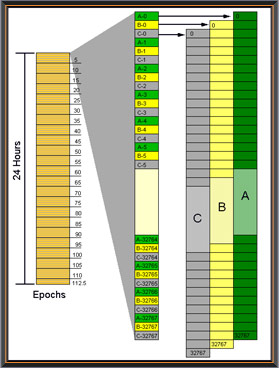 24 Hours
5
10
15
20
25
30
35
40
45
50
55
60
65
70
75
80
85
90
95
100
105
110
112.5
Epochs
A-0
B-0
C-0
A-1
B-1
C-1
A-2
B-2
C-2
A-3
B-3
C-3
A-4
B-4
C-4
A-5
B-5
C-5
A-32764
B-32764
C-32764
A-32765
B-32765
C-32765
A-32766
B-32766
C-32766
A-32767
B-32767
C-32767
0
0
0
A
B
C
32767
32767
32767